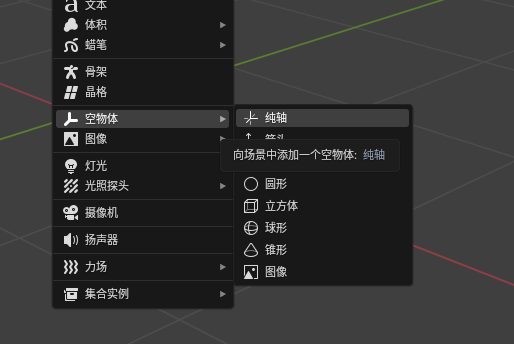 文本
体积
蜡笔
骨架
晶格
空物体
图像
灯光
光照探头
摄像机
扬声器
力场
集合实例
纯轴
向场景中添加一个空物体: 纯轴
圆形
立方体
球形
锥形
图像